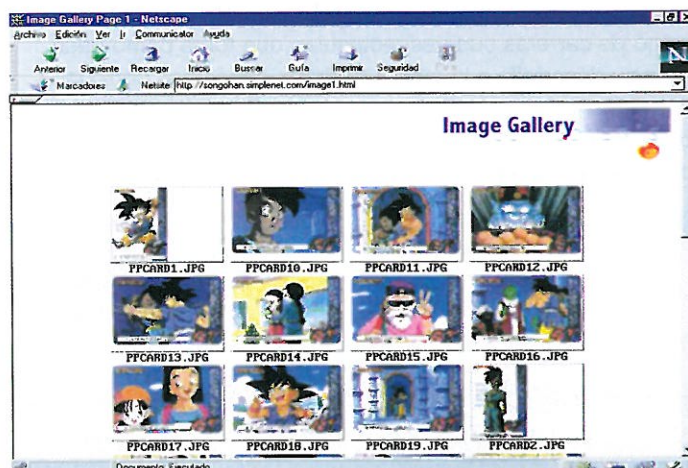 Image Gallery Page 1 - Netscape
Archivo Edición Ver Ir Communicator Ayuda
Anterior Siguiente Recargar Inicio Buscar Guía Imprimir Seguridad
Marcadores Netsite: http://songohan.simplenet.com/image1.html
Image Gallery
PPCARD1.JPG PPCARD10.JPG PPCARD11.JPG PPCARD12.JPG
PPCARD13.JPG PPCARD14.JPG PPCARD15.JPG PPCARD16.JPG
PPCARD17.JPG PPCARD18.JPG PPCARD19.JPG PPCARD2.JPG
Documento: Ejecutado